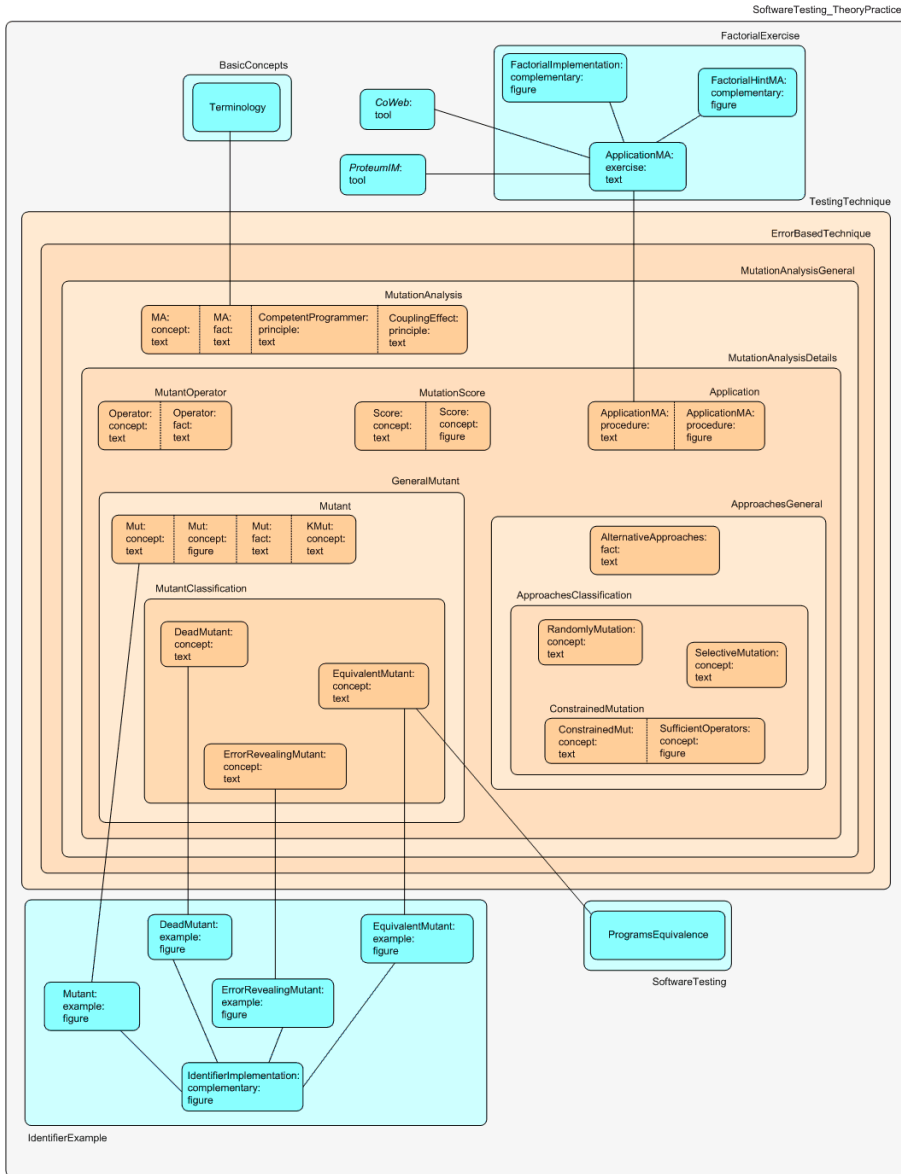 SoftwareTesting_TheoryPractice
FactorialExercise
BasicConcepts
FactorialImplementation:
complementary:
figure
FactorialHintMA:
complementary:
figure
Terminology
CoWeb:
tool
ApplicationMA:
exercise:
text
ProteumIM:
tool
TestingTechnique
ErrorBasedTechnique
MutationAnalysisGeneral
MutationAnalysis
MA:
concept:
text
MA:
fact:
text
CompetentProgrammer:
principle:
text
CouplingEffect:
principle:
text
MutationAnalysisDetails
MutantOperator
Operator:
concept:
text
Operator:
fact:
text
MutationScore
Score:
concept:
text
Score:
concept:
figure
Application
ApplicationMA:
procedure:
text
ApplicationMA:
procedure:
figure
GeneralMutant
Mutant
Mut:
concept:
text
Mut:
concept:
figure
Mut:
fact:
text
KMut:
concept:
text
ApproachesGeneral
AlternativeApproaches:
fact:
text
MutantClassification
DeadMutant:
concept:
text
EquivalentMutant:
concept:
text
ErrorRevealingMutant:
concept:
text
ApproachesClassification
RandomlyMutation:
concept:
text
SelectiveMutation:
concept:
text
ConstrainedMutation
ConstrainedMut:
concept:
text
SufficientOperators:
concept:
figure
DeadMutant:
example:
figure
EquivalentMutant:
example:
figure
ProgramsEquivalence
SoftwareTesting
Mutant:
example:
figure
ErrorRevealingMutant:
example:
figure
IdentifierImplementation:
complementary:
figure
IdentifierExample